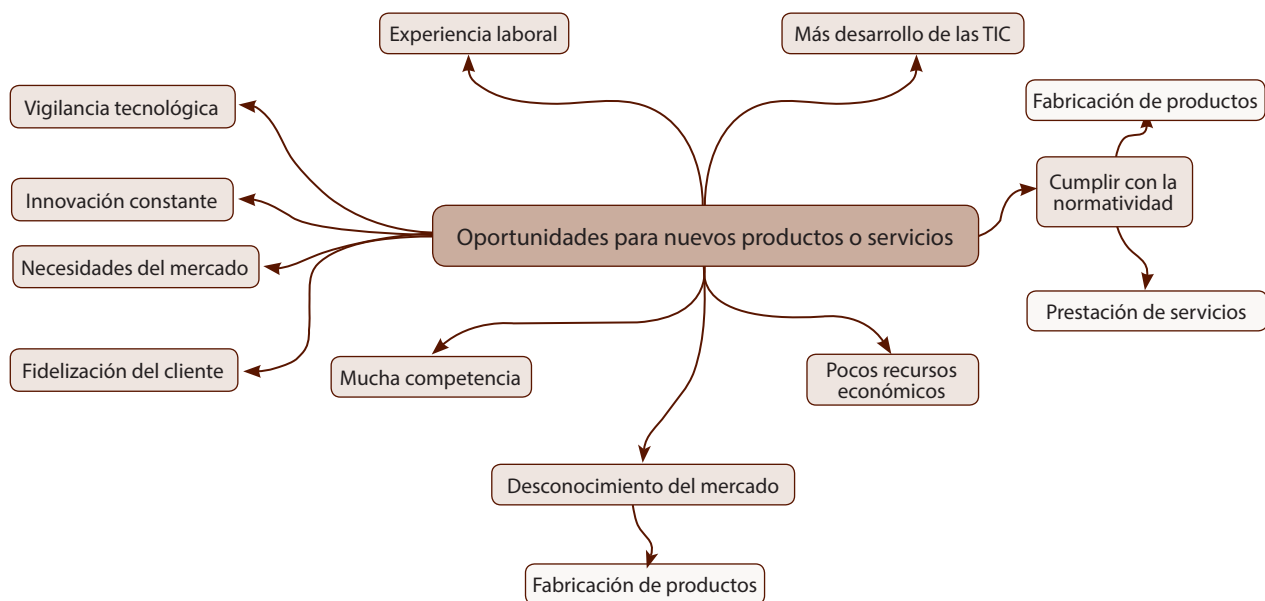 Experiencia laboral
Más desarrollo de las TIC
Vigilancia tecnológica
Fabricación de productos
Innovación constante
Cumplir con la
normatividad
Oportunidades para nuevos productos o servicios
Necesidades del mercado
Prestación de servicios
Fidelización del cliente
Mucha competencia
Pocos recursos
económicos
Desconocimiento del mercado
Fabricación de productos